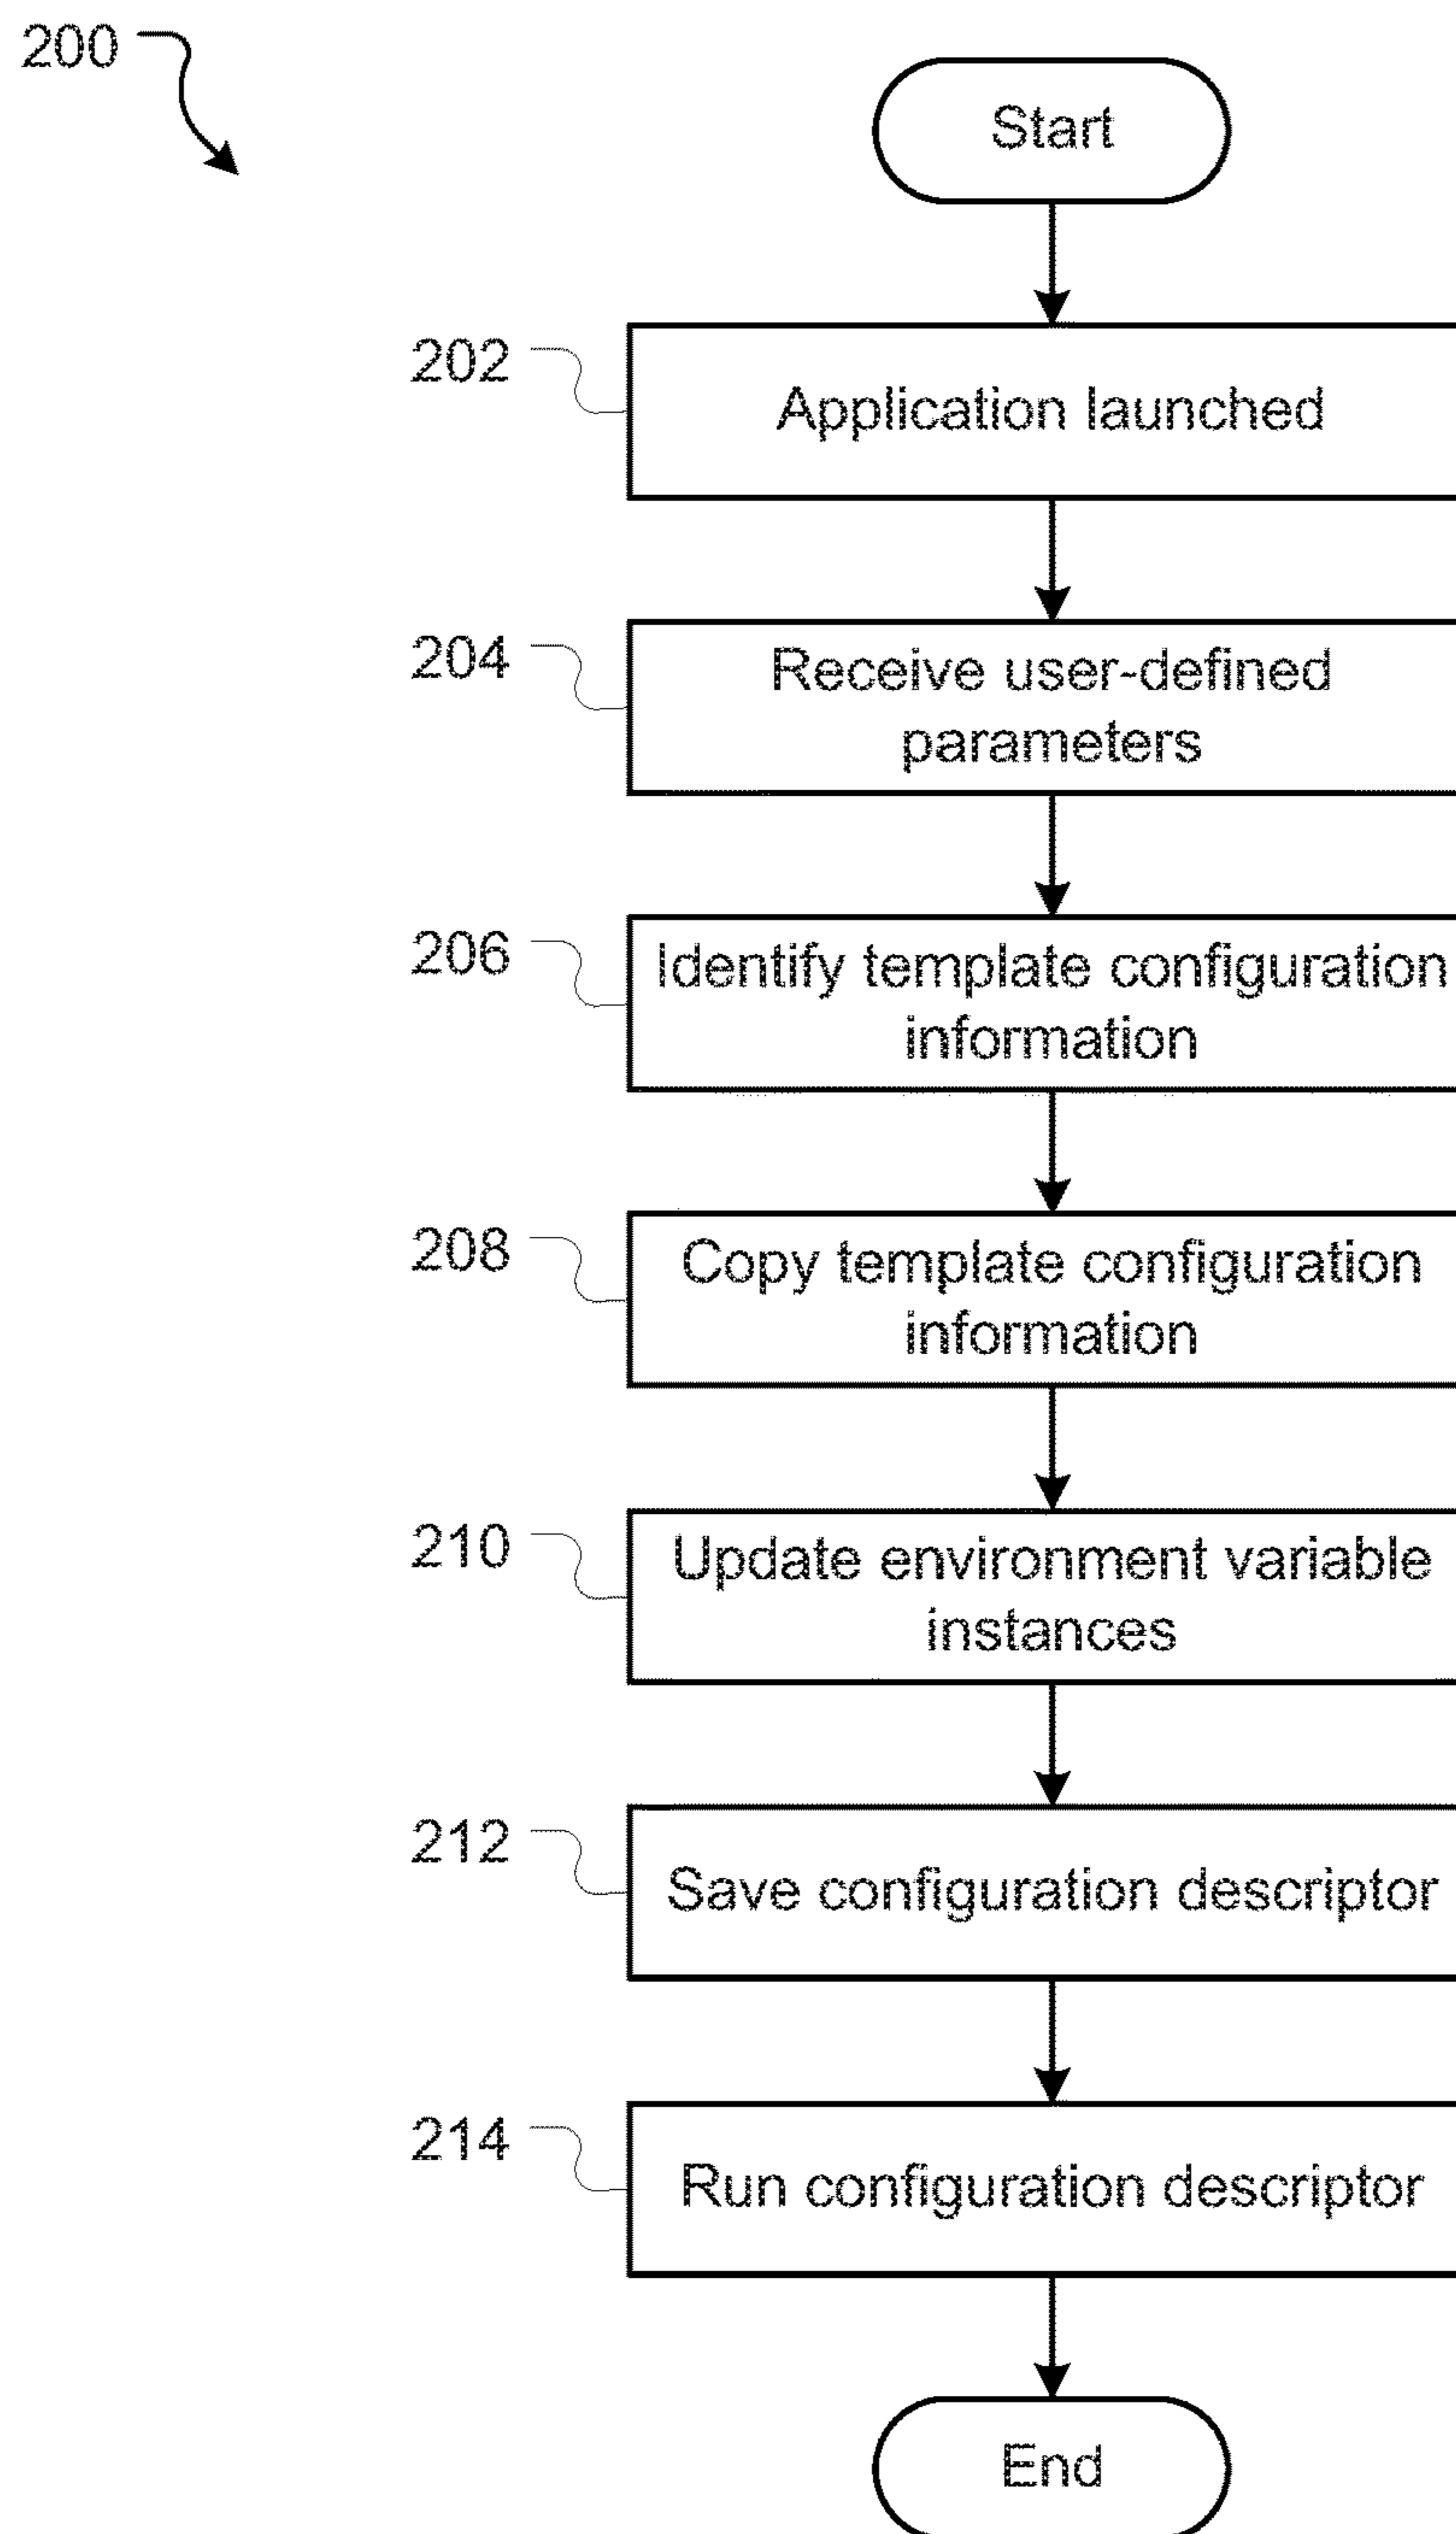 200
Start
202
Application launched
204
Receive user-defined
parameters
206
Identify template configuration
information
208
Copy template configuration
information
210
Update environment variable
instances
212
Save configuration descriptor
214
Run configuration descriptor
End